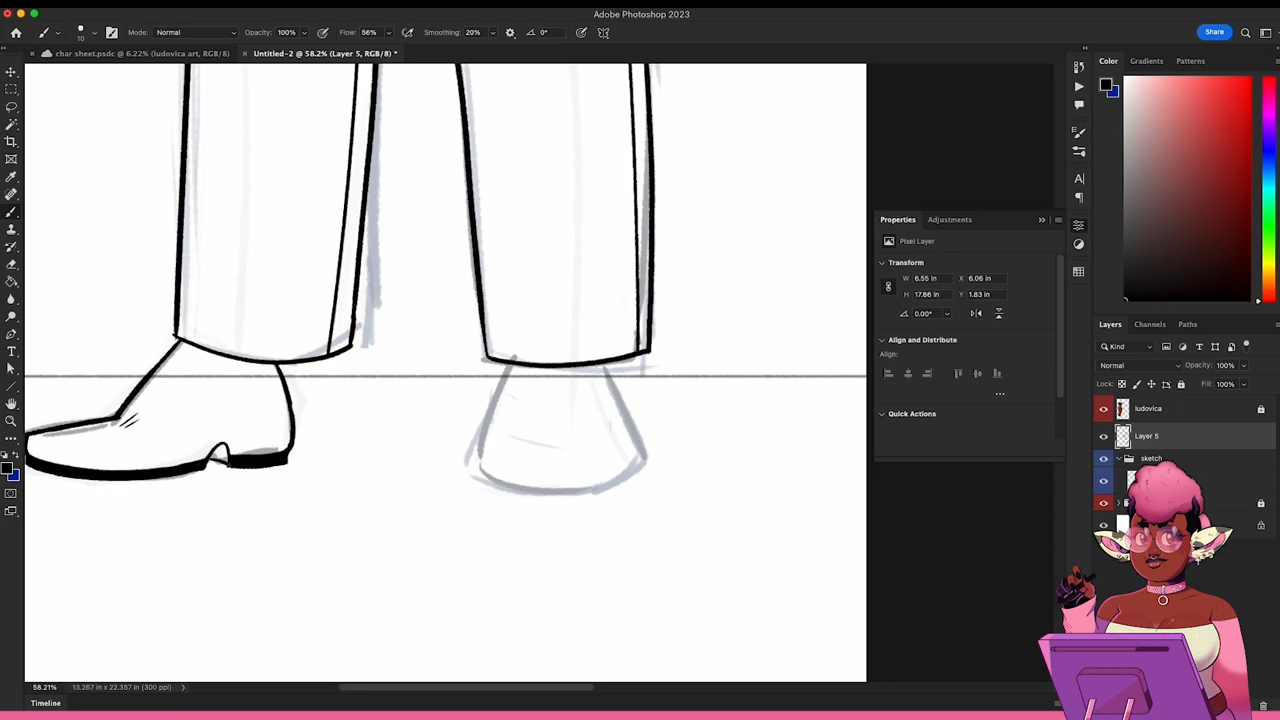 Adobe Photoshop 2023
10
Mode: Normal
Opacity: 100%
Flow: 56%
Smoothing: 20%
0°
Share
× char sheet.psdc @ 6.22% (ludovica art, RGB/8)
× Untitled-2 @ 58.2% (Layer 5, RGB/8) *
Color Gradients Patterns
Properties Adjustments
Pixel Layer
Transform
W 6.55 in X 6.06 in
H 17.86 in Y 1.83 in
0.00°
Align and Distribute
Align:
...
Quick Actions
Layers Channels Paths
Kind
Normal Opacity: 100%
Lock: Fill: 100%
ludovica
Layer 5
sketch
58.21% 13.267 in x 22.357 in (300 ppi)
Timeline